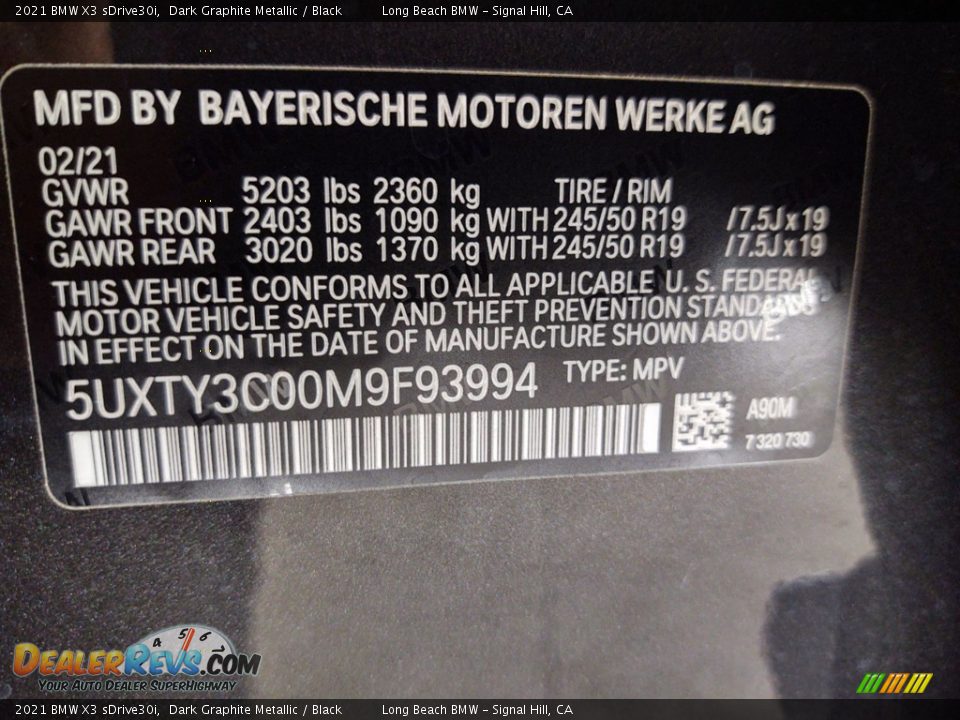 2021 BMW X3 sDrive30i, Dark Graphite Metallic / Black Long Beach BMW - Signal Hill, CA
MFD BY BAYERISCHE MOTOREN WERKE AG
02/21
GVWR 5203 lbs 2360 kg TIRE / RIM
GAWR FRONT 2403 lbs 1090 kg WITH 245/50 R19 /7.5J x 19
GAWR REAR 3020 lbs 1370 kg WITH 245/50 R19 /7.5J x 19
THIS VEHICLE CONFORMS TO ALL APPLICABLE U. S. FEDERAL
MOTOR VEHICLE SAFETY AND THEFT PREVENTION STANDARDS
IN EFFECT ON THE DATE OF MANUFACTURE SHOWN ABOVE.
5UXTY3C00M9F93994 TYPE: MPV
A90M
7 320 730
4 5 6
DEALERREVS.COM
YOUR AUTO DEALER SUPERHIGHWAY
2021 BMW X3 sDrive30i, Dark Graphite Metallic / Black Long Beach BMW - Signal Hill, CA